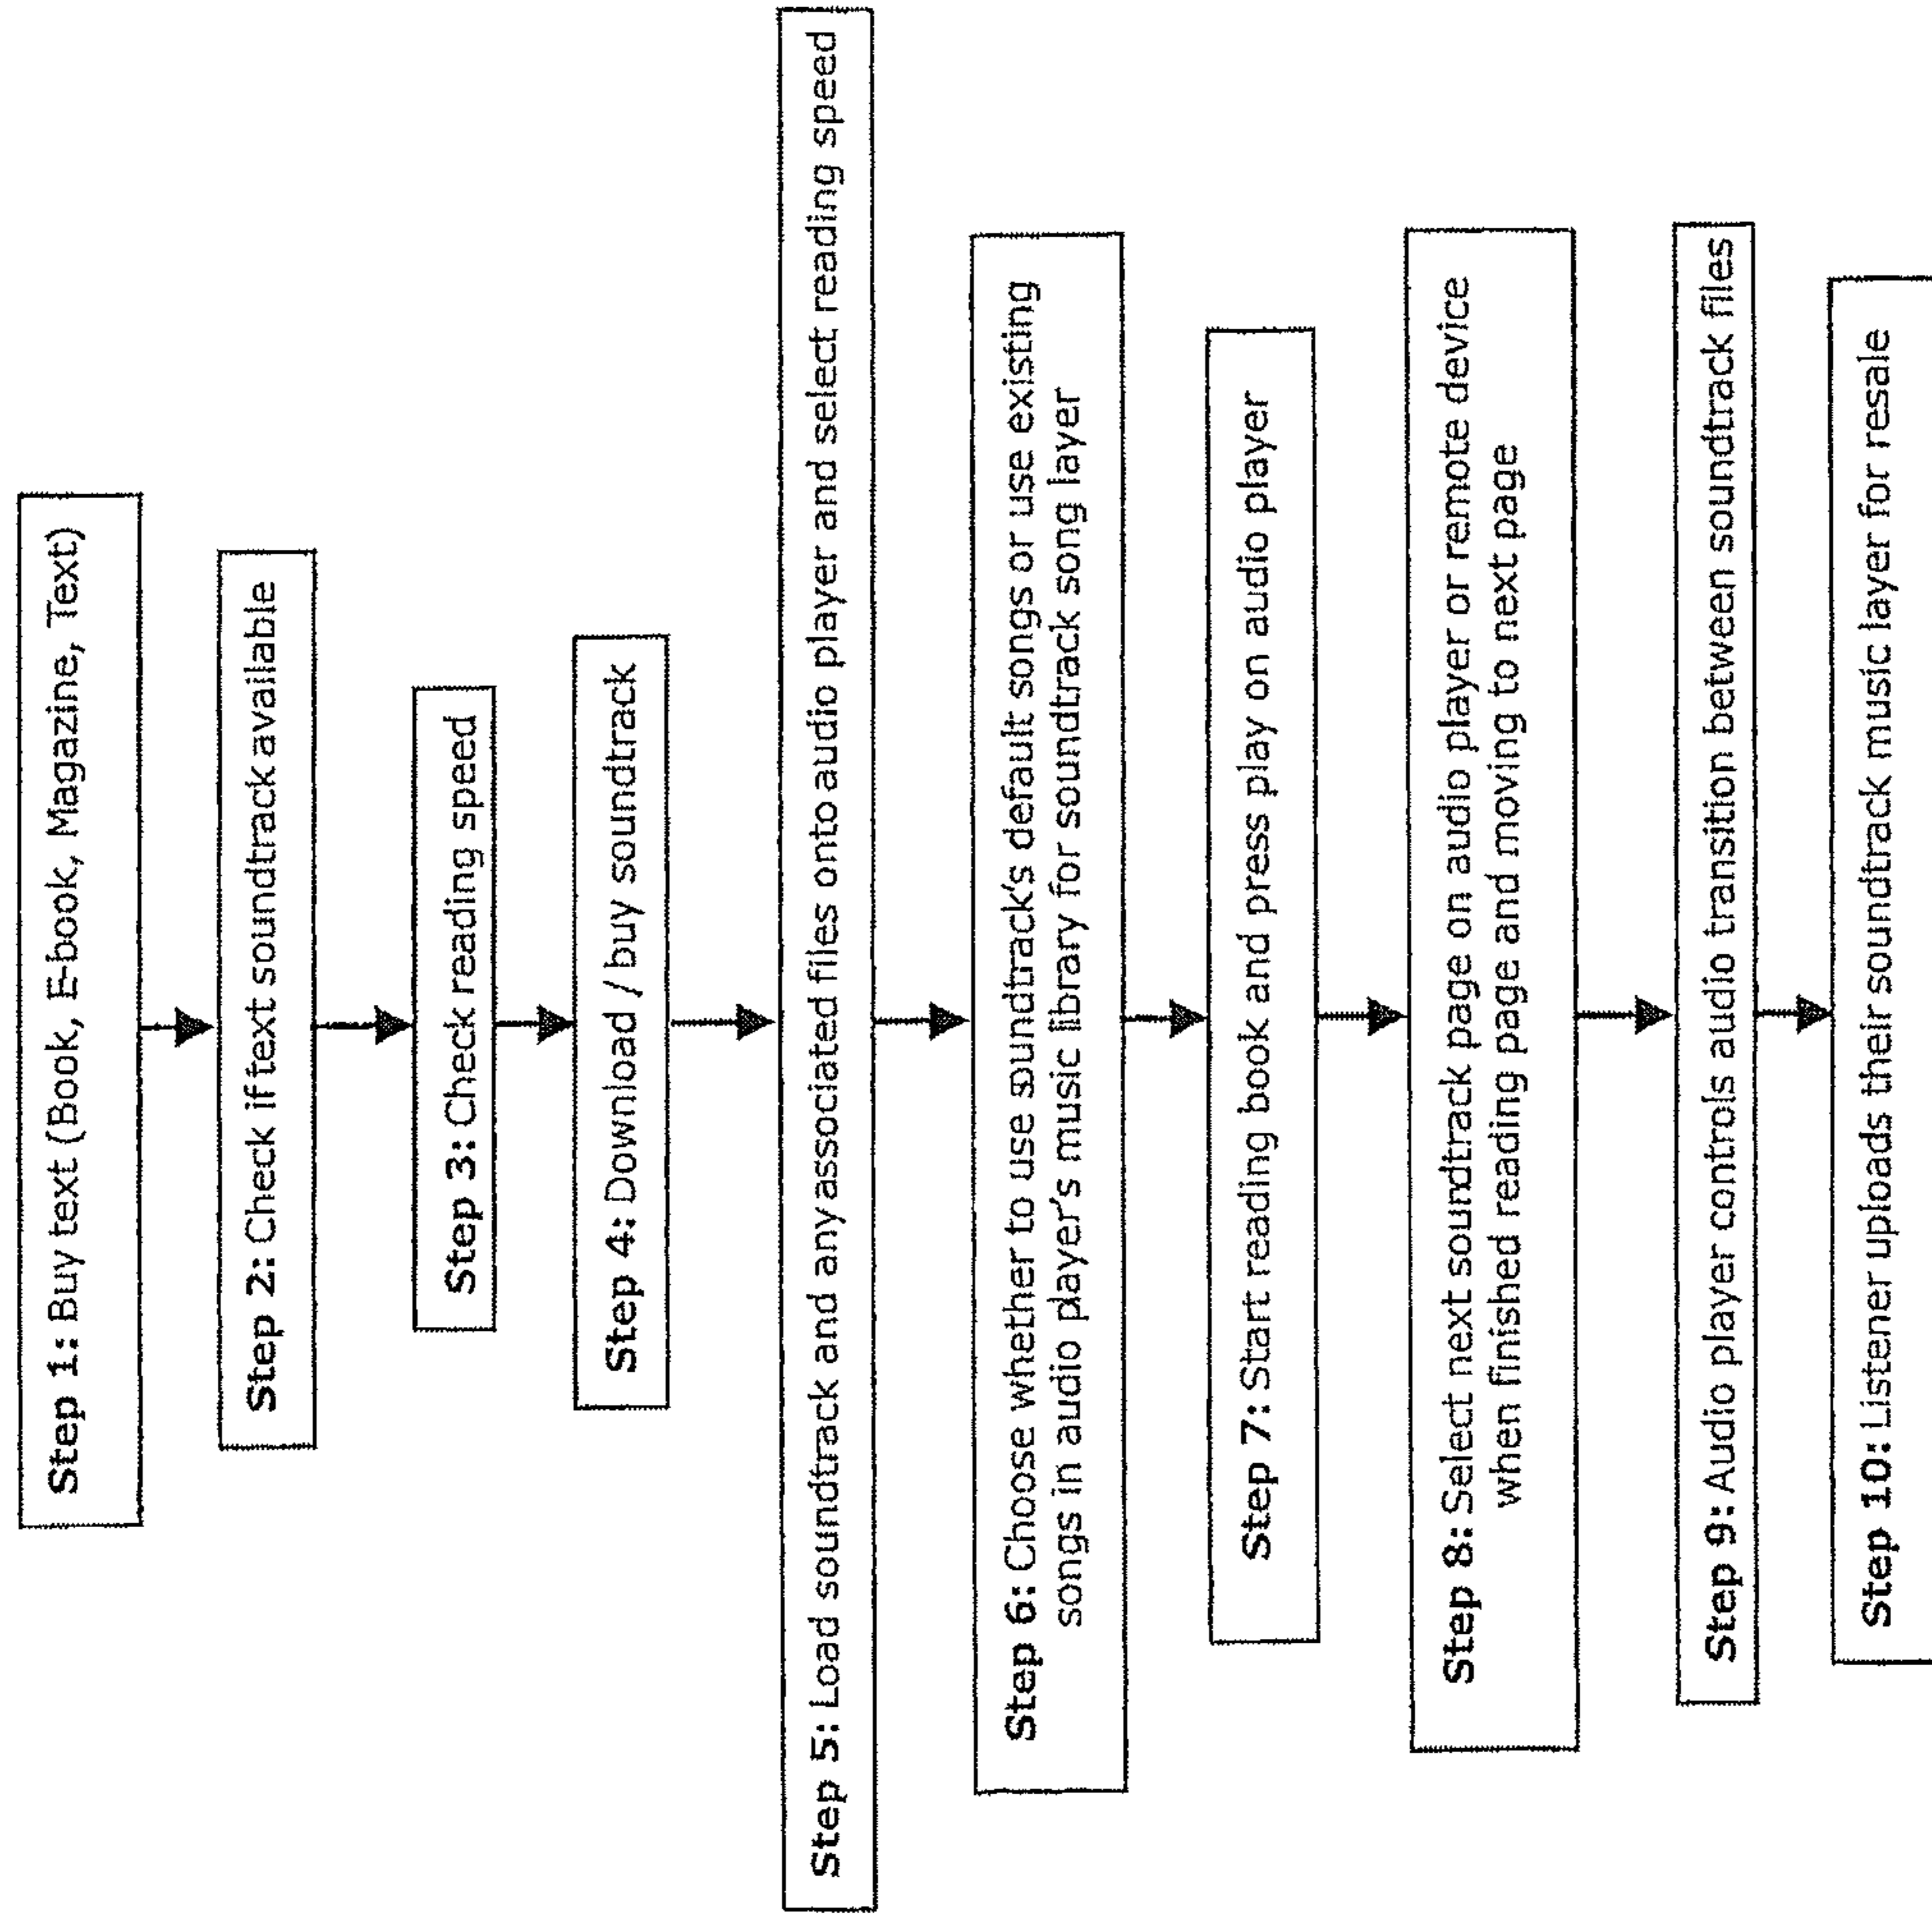 Step 1: Buy text (Book, E-book, Magazine, Text)
Step 2: Check if text soundtrack available
Step 3: Check reading speed
Step 4: Download / buy soundtrack
Step 5: Load soundtrack and any associated files onto audio player and select reading speed
Step 6: Choose whether to use soundtrack's default songs or use existing
songs in audio player's music library for soundtrack song layer
Step 7: Start reading book and press play on audio player
Step 8: Select next soundtrack page on audio player or remote device
when finished reading page and moving to next page
Step 9: Audio player controls audio transition between soundtrack files
Step 10: Listener uploads their soundtrack music layer for resale